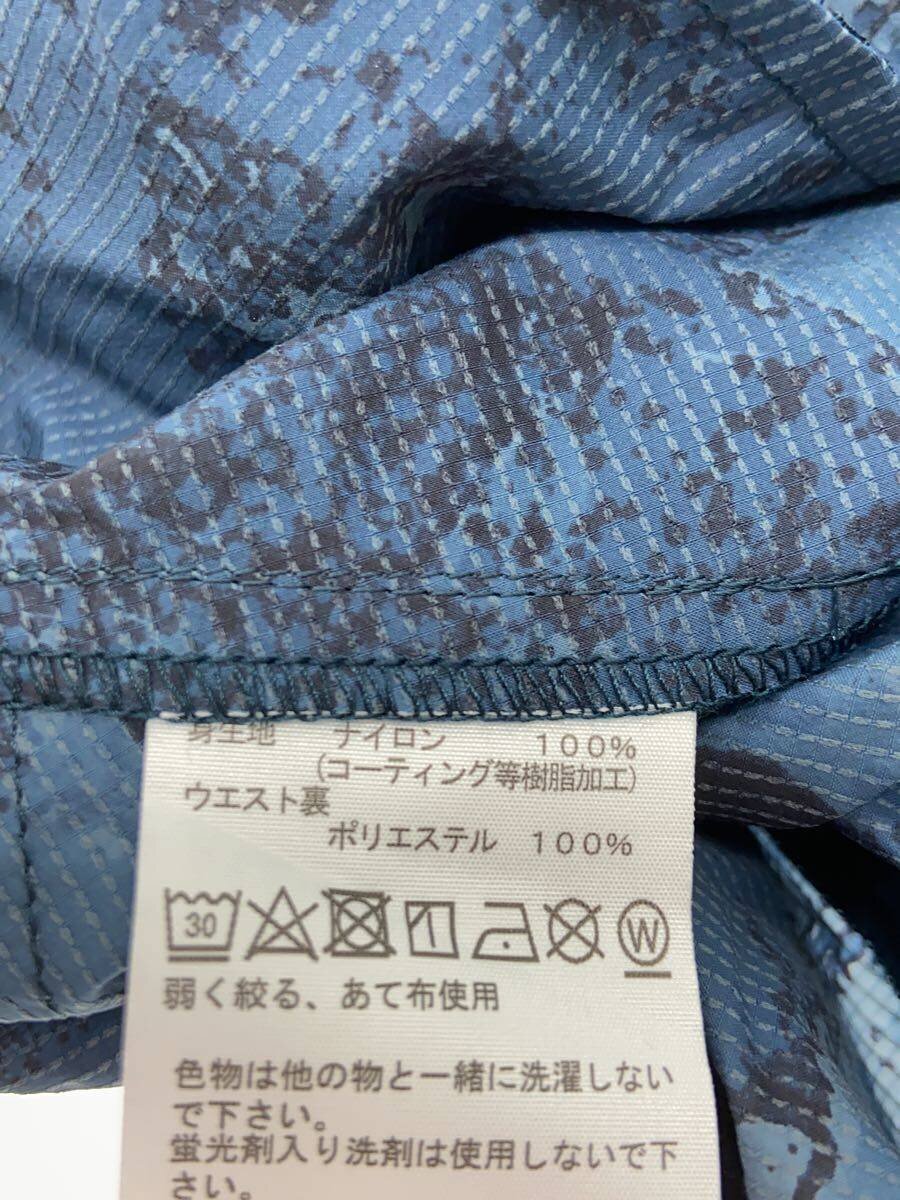 身生地 ナイロン 100%
(コーティング等樹脂加工)
ウエスト裏
ポリエステル 100%
30 W
弱く絞る、あて布使用
色物は他の物と一緒に洗濯しない
で下さい。
蛍光剤入り洗剤は使用しないで下
さい。